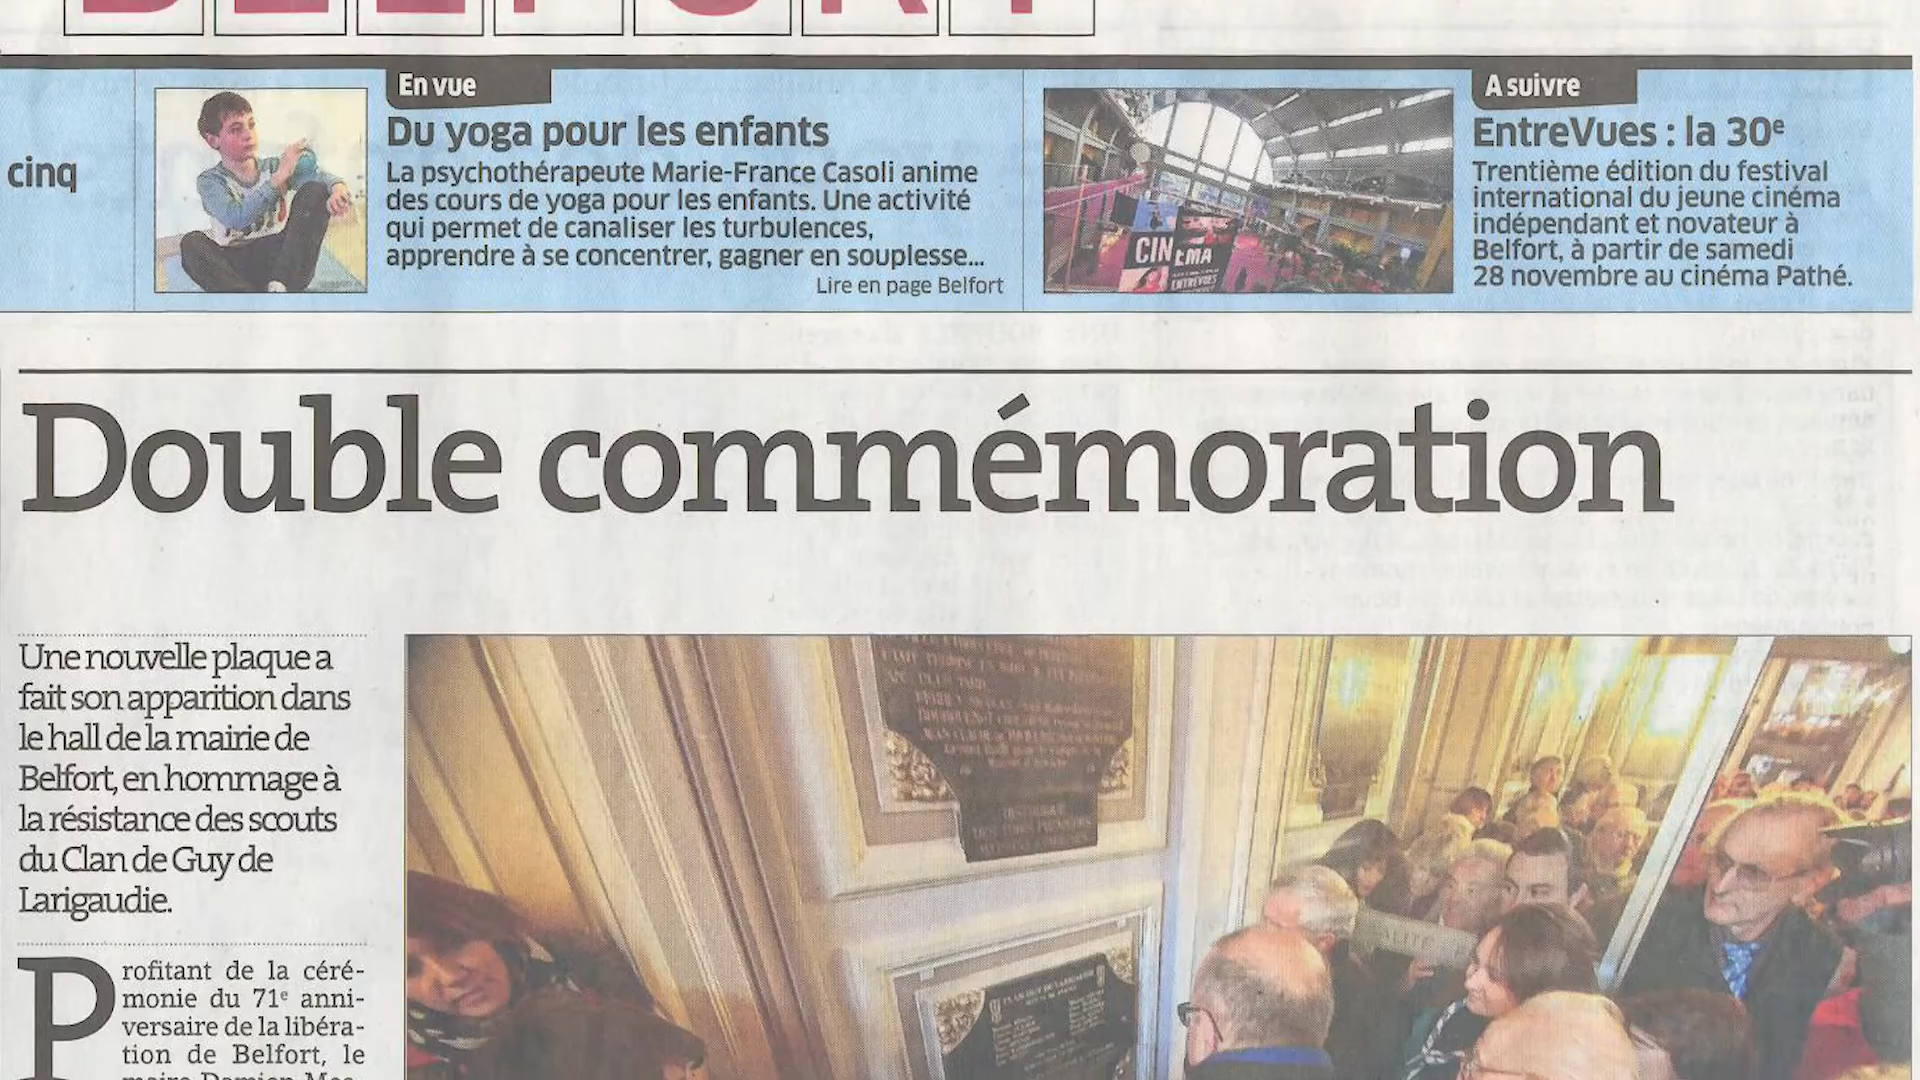 BELFORT
cinq
En vue
Du yoga pour les enfants
La psychothérapeute Marie-France Casoli anime
des cours de yoga pour les enfants. Une activité
qui permet de canaliser les turbulences,
apprendre à se concentrer, gagner en souplesse...
Lire en page Belfort
CINEMA
ENTREVUES
A suivre
EntreVues : la 30e
Trentième édition du festival
international du jeune cinéma
indépendant et novateur à
Belfort, à partir de samedi
28 novembre au cinéma Pathé.
Double commémoration
Une nouvelle plaque a
fait son apparition dans
le hall de la mairie de
Belfort, en hommage à
la résistance des scouts
du Clan de Guy de
Larigaudie.
Profitant de la céré-
monie du 71e anni-
versaire de la libéra-
tion de Belfort, le
maire Damien Mes-